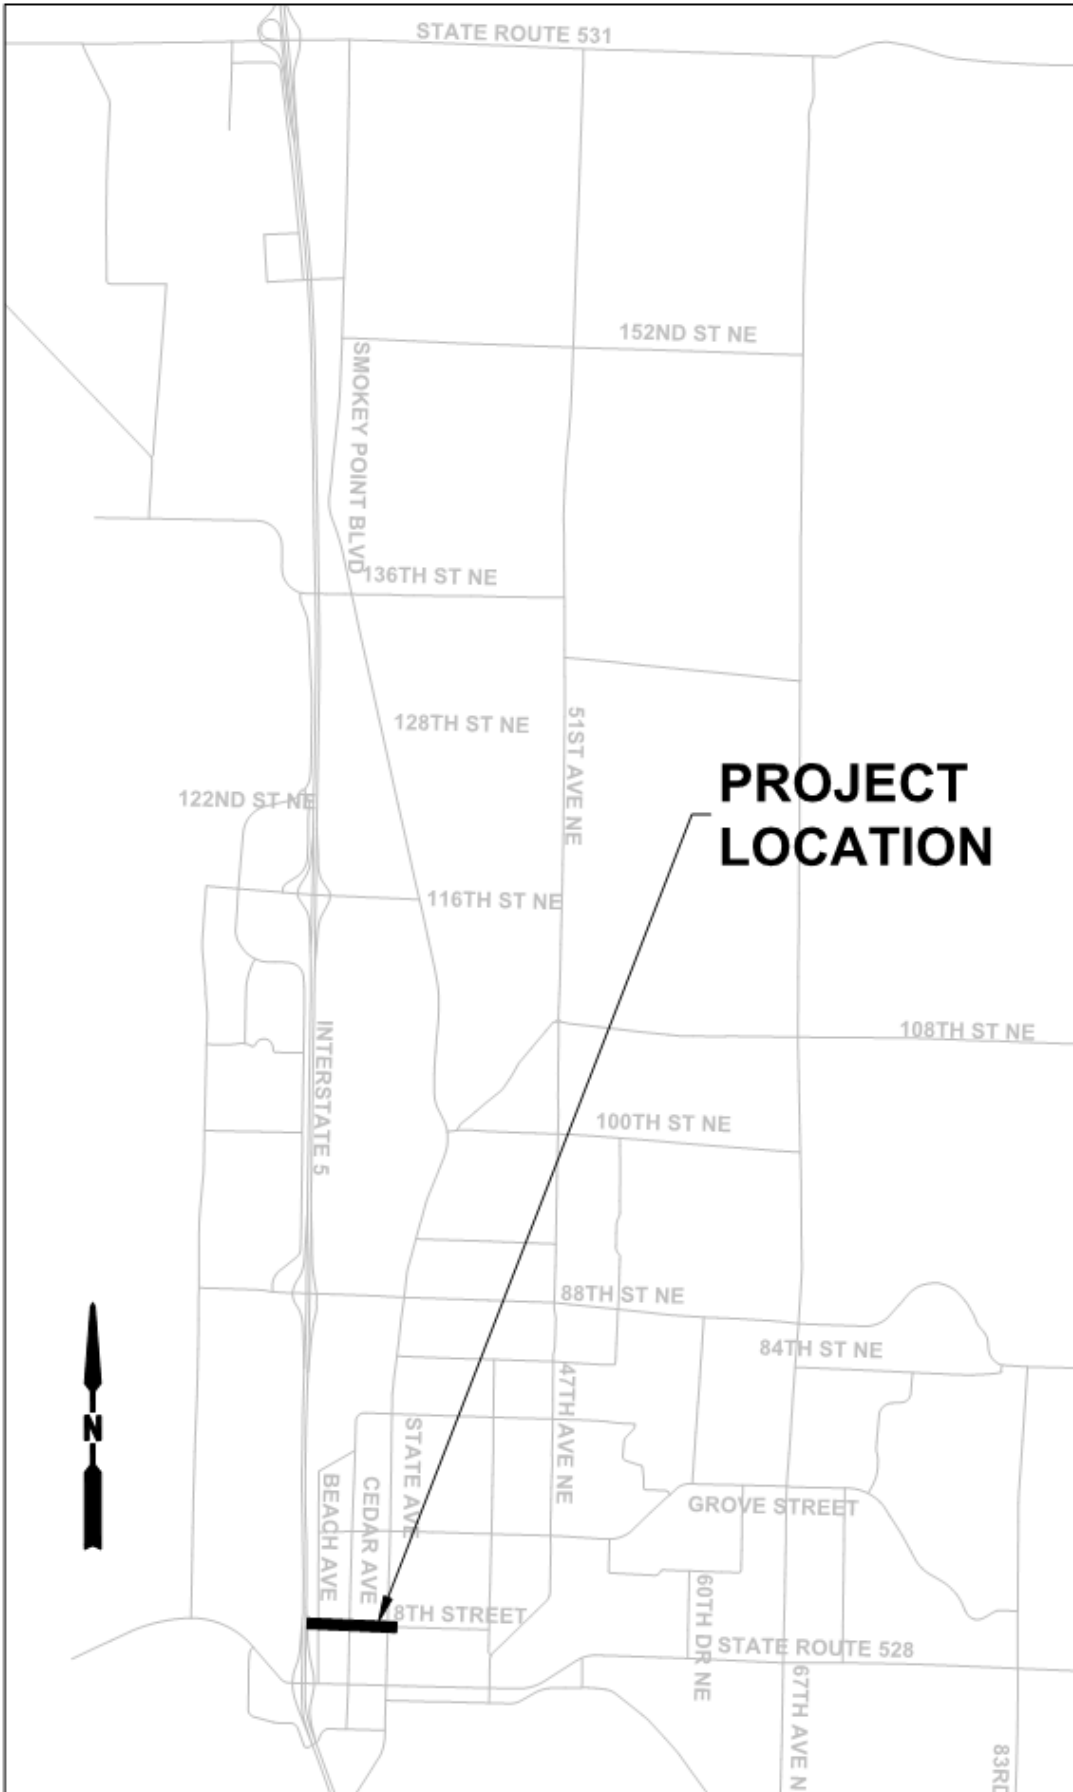 STATE ROUTE 531
152ND ST NE
SMOKEY POINT BLVD
136TH ST NE
51ST AVE NE
128TH ST NE
PROJECT
LOCATION
122ND ST NE
116TH ST NE
INTERSTATE 5
108TH ST NE
100TH ST NE
88TH ST NE
84TH ST NE
47TH AVE NE
N
STATE AVE
BEACH AVE
CEDAR AVE
GROVE STREET
8TH STREET
60TH DR NE
STATE ROUTE 528
67TH AVE N
83RD